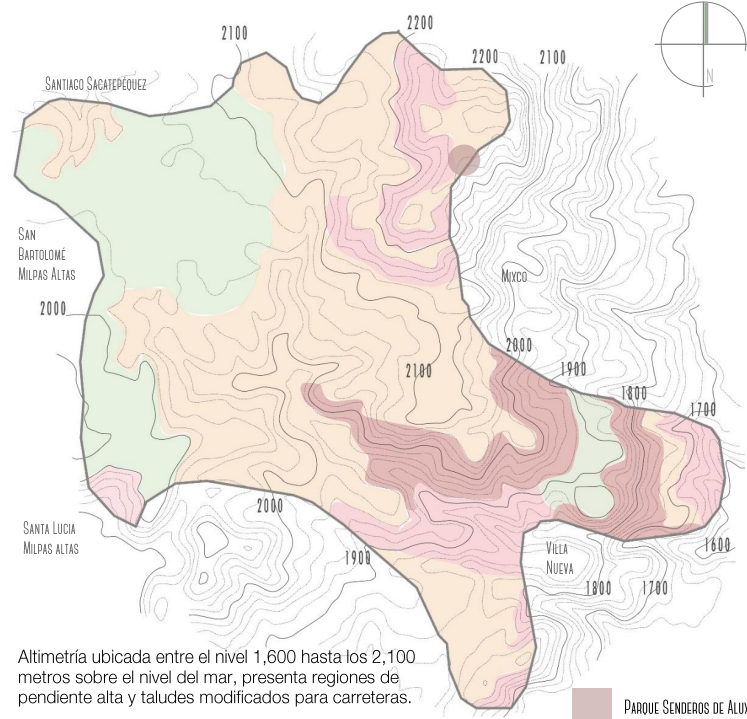 2100
2200
2200
2100
N
Santiago Sacatepéquez
San
Bartolomé
Milpas Altas
Mixco
2000
2000
2100
1900
1800
1700
2000
Santa Lucia
Milpas altas
1900
Villa
Nueva
1600
1800
1700
Altimetría ubicada entre el nivel 1,600 hasta los 2,100
metros sobre el nivel del mar, presenta regiones de
pendiente alta y taludes modificados para carreteras.
Parque Senderos de Alux